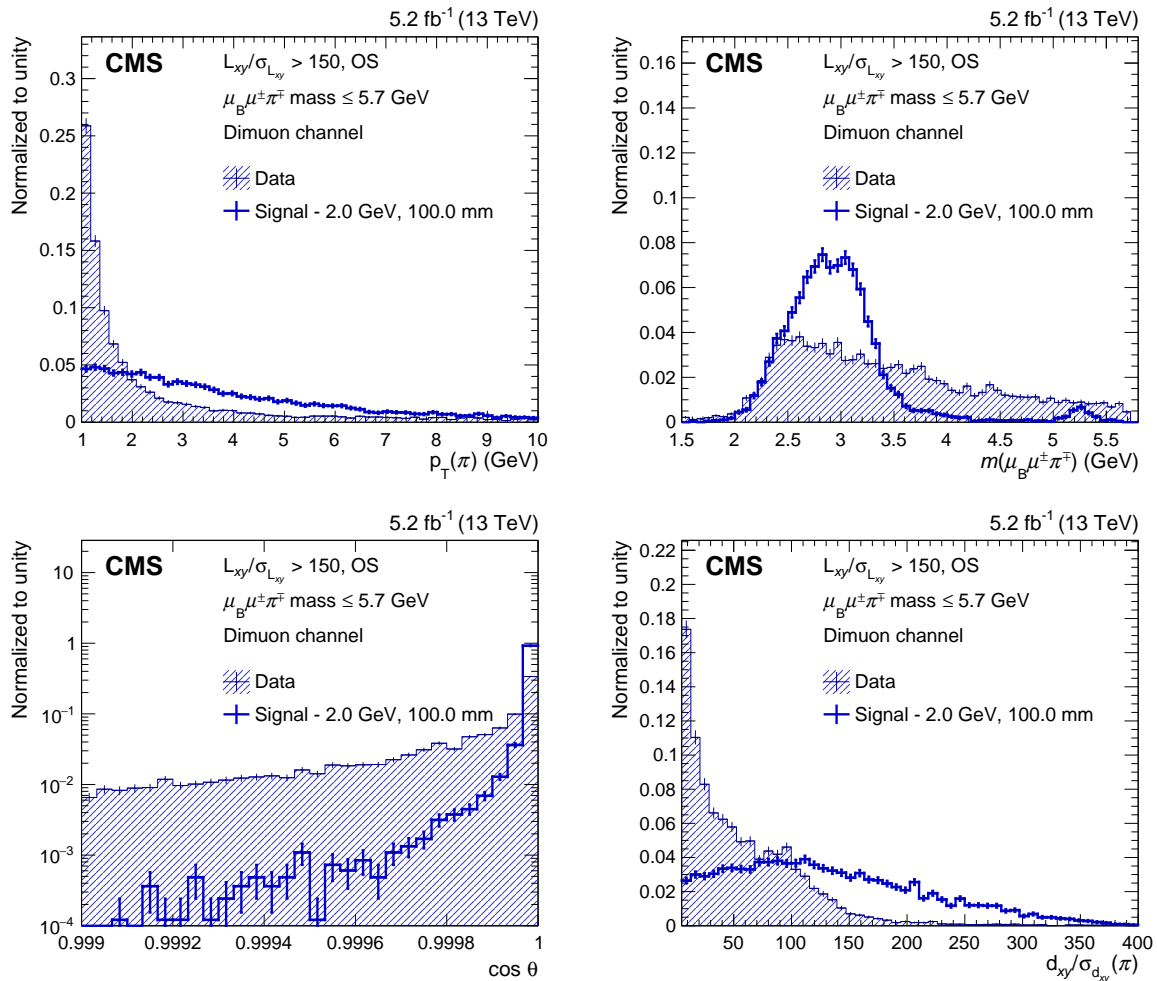 5.2 fb⁻¹ (13 TeV)
CMS
L_xy/σ_L_xy > 150, OS
μ_B μ±π∓ mass ≤ 5.7 GeV
Dimuon channel
Data
Signal - 2.0 GeV, 100.0 mm
Normalized to unity
0.3
0.25
0.2
0.15
0.1
0.05
0
1 2 3 4 5 6 7 8 9 10
p_T(π) (GeV)
5.2 fb⁻¹ (13 TeV)
CMS
L_xy/σ_L_xy > 150, OS
μ_B μ±π∓ mass ≤ 5.7 GeV
Dimuon channel
Data
Signal - 2.0 GeV, 100.0 mm
Normalized to unity
0.16
0.14
0.12
0.1
0.08
0.06
0.04
0.02
0
1.5 2 2.5 3 3.5 4 4.5 5 5.5
m(μ_B μ±π∓) (GeV)
5.2 fb⁻¹ (13 TeV)
CMS
L_xy/σ_L_xy > 150, OS
μ_B μ±π∓ mass ≤ 5.7 GeV
Dimuon channel
Data
Signal - 2.0 GeV, 100.0 mm
Normalized to unity
10
1
10⁻¹
10⁻²
10⁻³
10⁻⁴
0.999 0.9992 0.9994 0.9996 0.9998 1
cos θ
5.2 fb⁻¹ (13 TeV)
CMS
L_xy/σ_L_xy > 150, OS
μ_B μ±π∓ mass ≤ 5.7 GeV
Dimuon channel
Data
Signal - 2.0 GeV, 100.0 mm
Normalized to unity
0.22
0.2
0.18
0.16
0.14
0.12
0.1
0.08
0.06
0.04
0.02
0
50 100 150 200 250 300 350 400
d_xy/σ_d_xy(π)